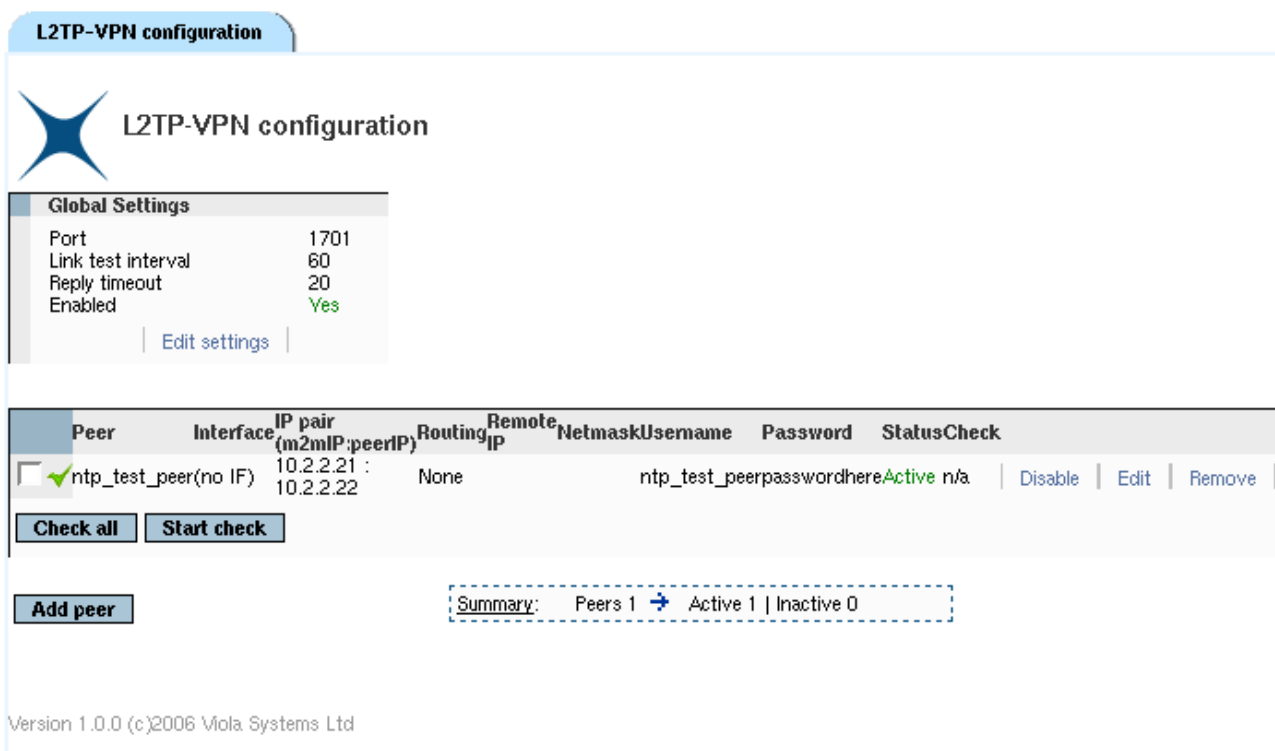 L2TP-VPN configuration
L2TP-VPN configuration
Global Settings
Port 1701
Link test interval 60
Reply timeout 20
Enabled Yes
Edit settings
Peer Interface IP pair (m2mIP:peerIP) Routing Remote IP Netmask Username Password Status Check
ntp_test_peer (no IF) 10.2.2.21 : 10.2.2.22 None ntp_test_peer passwordhere Active n/a Disable Edit Remove
Check all Start check
Add peer
Summary: Peers 1 → Active 1 | Inactive 0
Version 1.0.0 (c)2006 Viola Systems Ltd